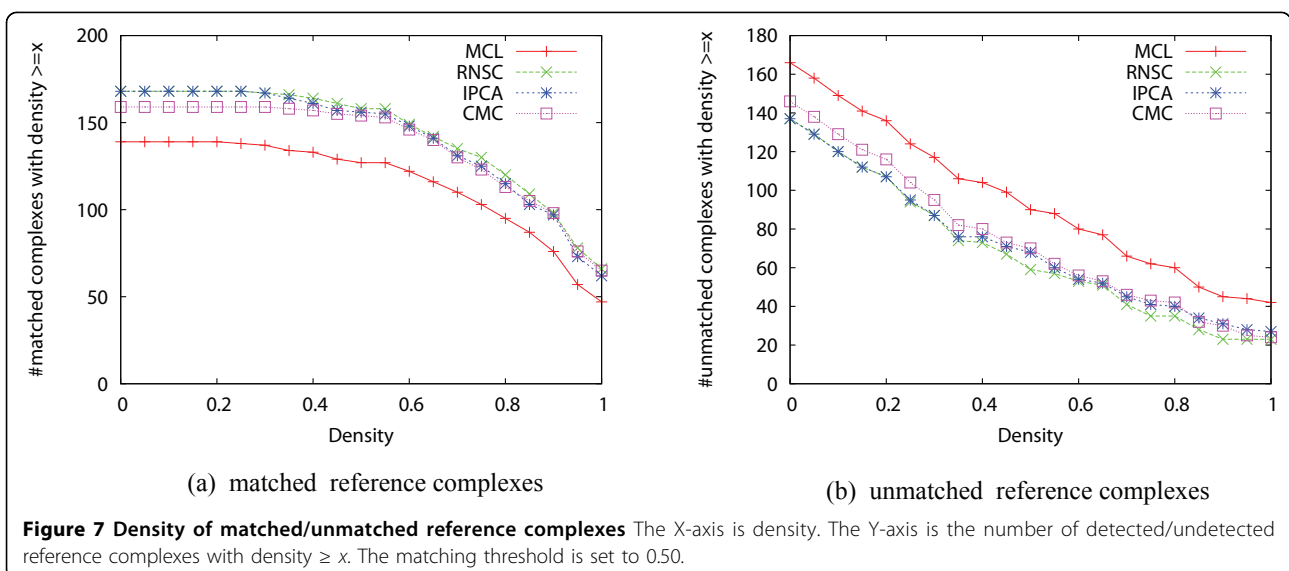 #matched complexes with density >=x
200
150
100
50
0
MCL
RNSC
IPCA
CMC
0 0.2 0.4 0.6 0.8 1
Density
(a) matched reference complexes
#unmatched complexes with density >=x
180
160
140
120
100
80
60
40
20
0
MCL
RNSC
IPCA
CMC
0 0.2 0.4 0.6 0.8 1
Density
(b) unmatched reference complexes
Figure 7 Density of matched/unmatched reference complexes The X-axis is density. The Y-axis is the number of detected/undetected
reference complexes with density ≥ x. The matching threshold is set to 0.50.